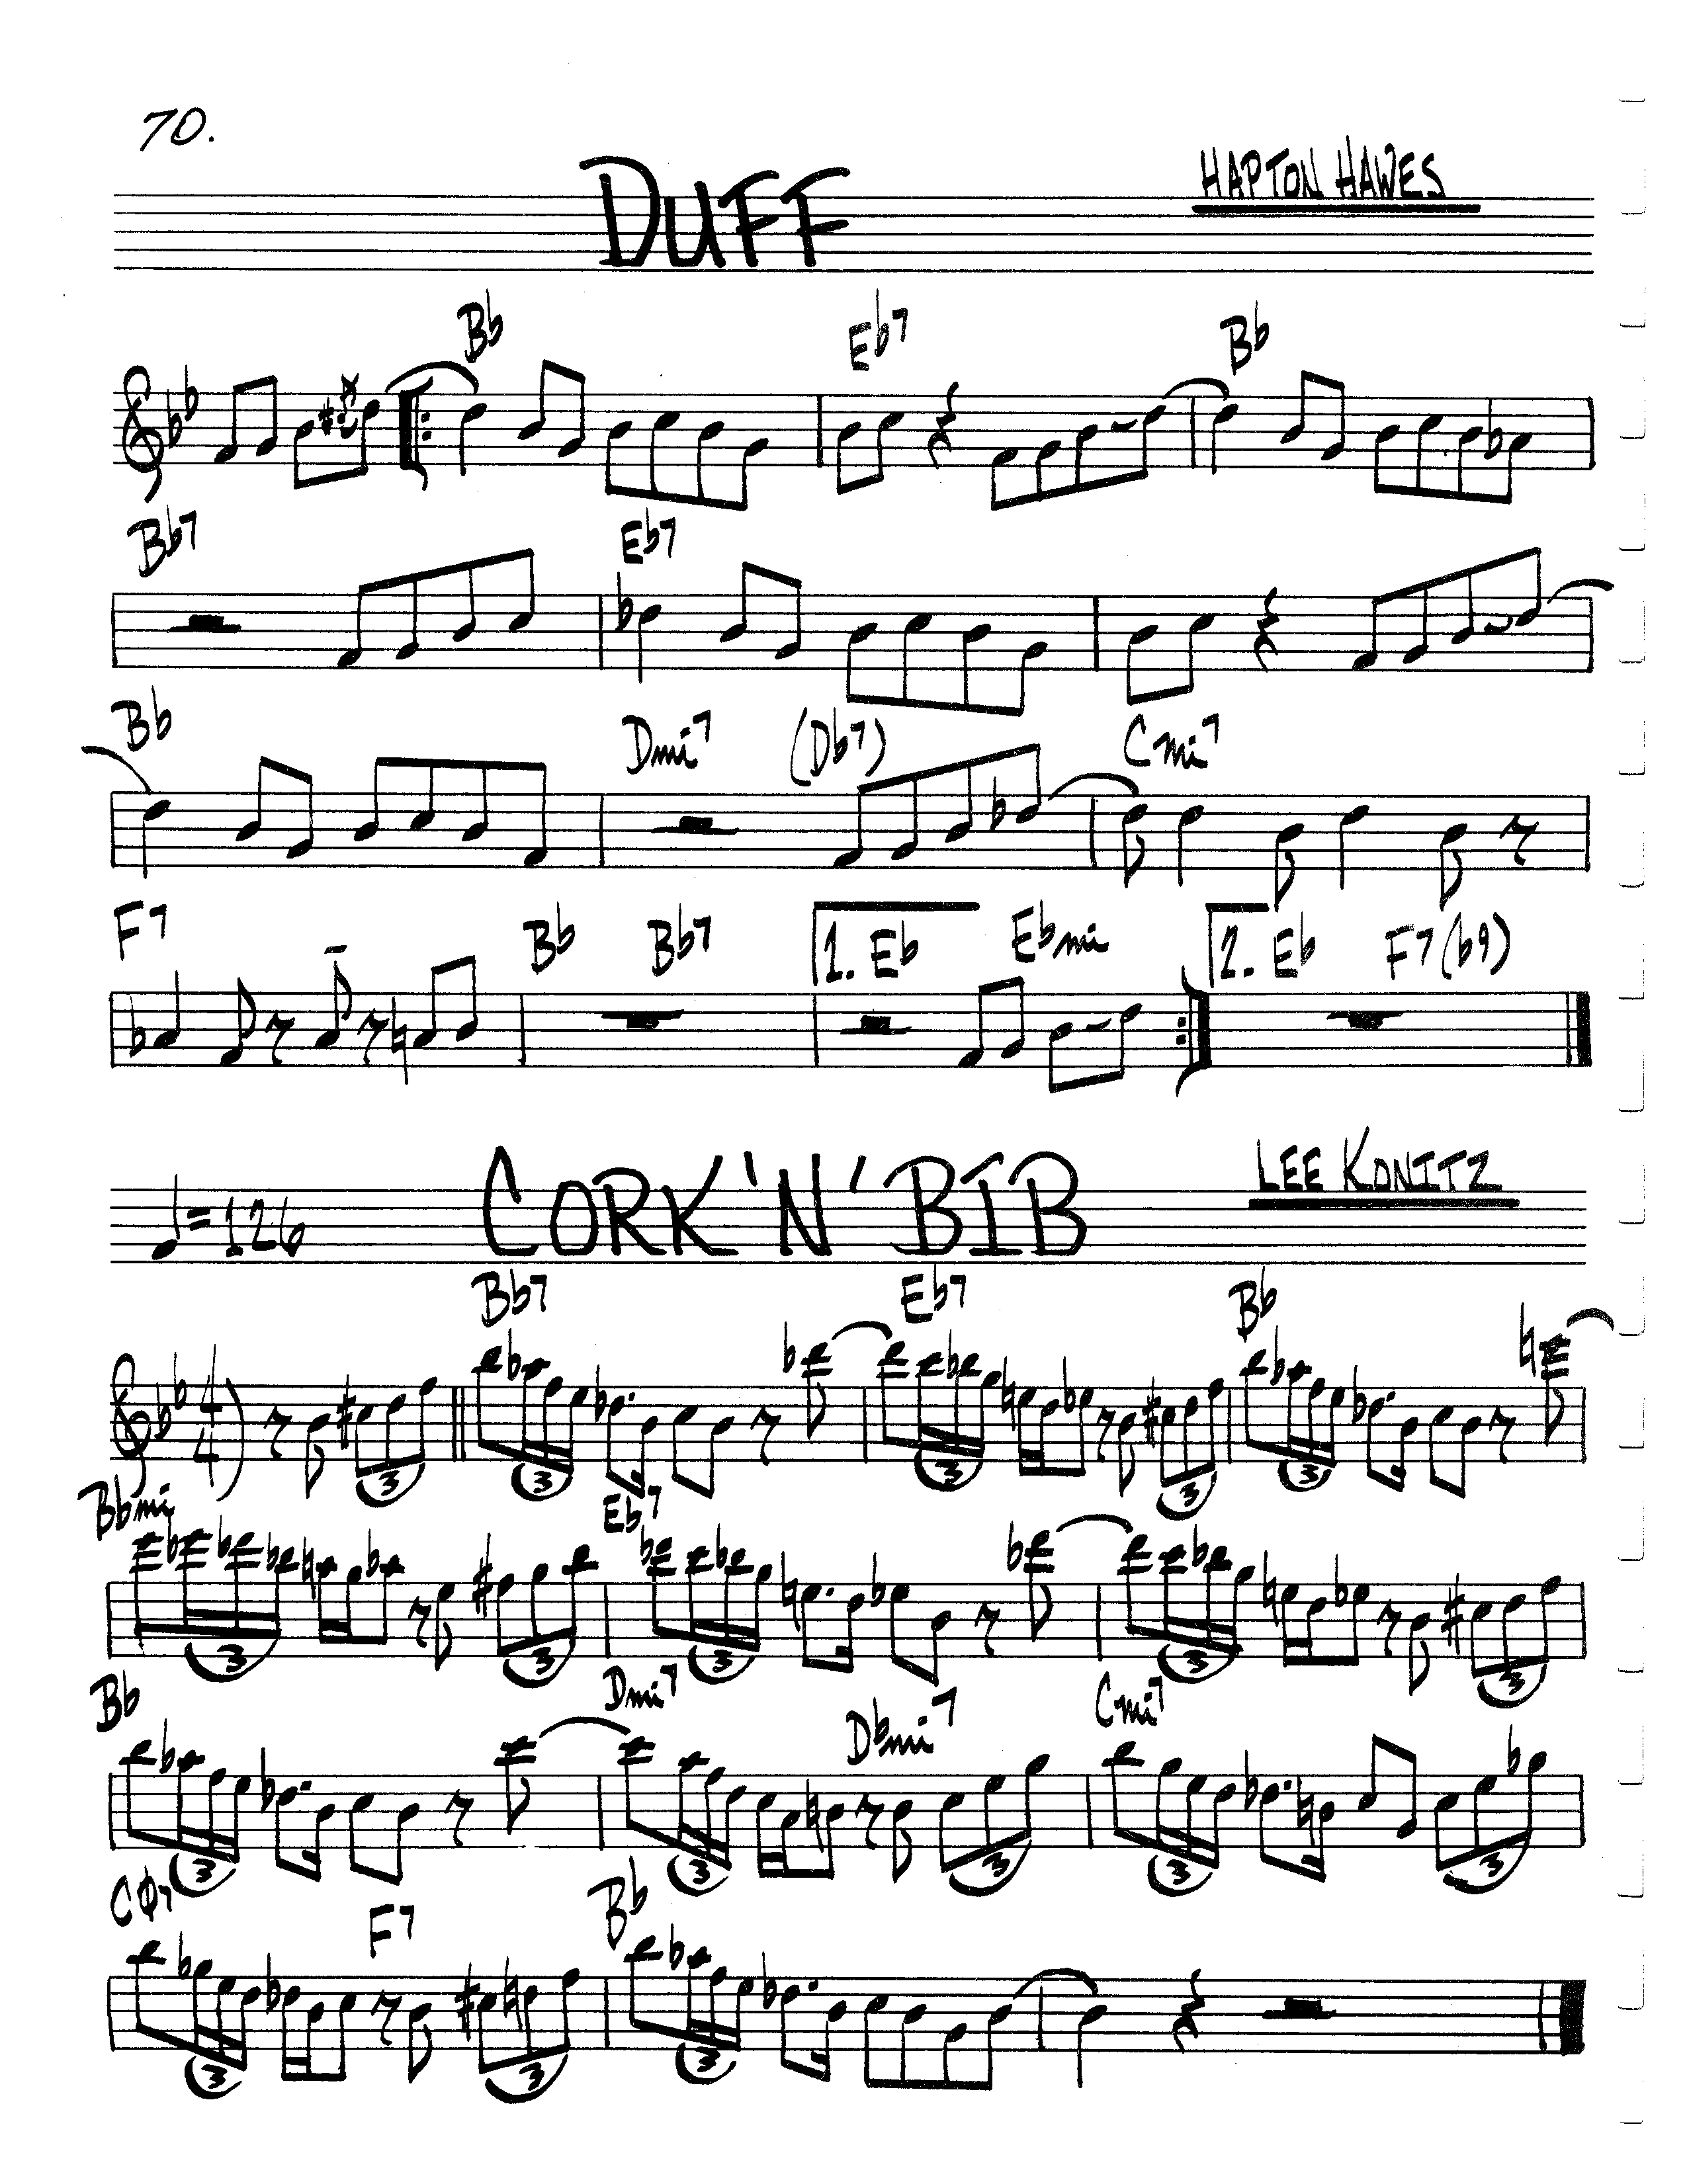 70.
DUFF
HAPTON HAWES
Bb Eb7 Bb
Bb7 Eb7
Bb Dmi7 (Db7) Cmi7
F7 Bb Bb7 1. Eb Ebmi 2. Eb F7(b9)
♩=126 CORK 'N' BIB
LEE KONITZ
Bb7 Eb7 Bb
4
4
3 3 3 3 3
Bbmi Eb7
3 3 3 3 3
Bb Dmi7 Dbmi7 Cmi7
3 3 3 3 3
CØ7 F7 Bb
3 3 3